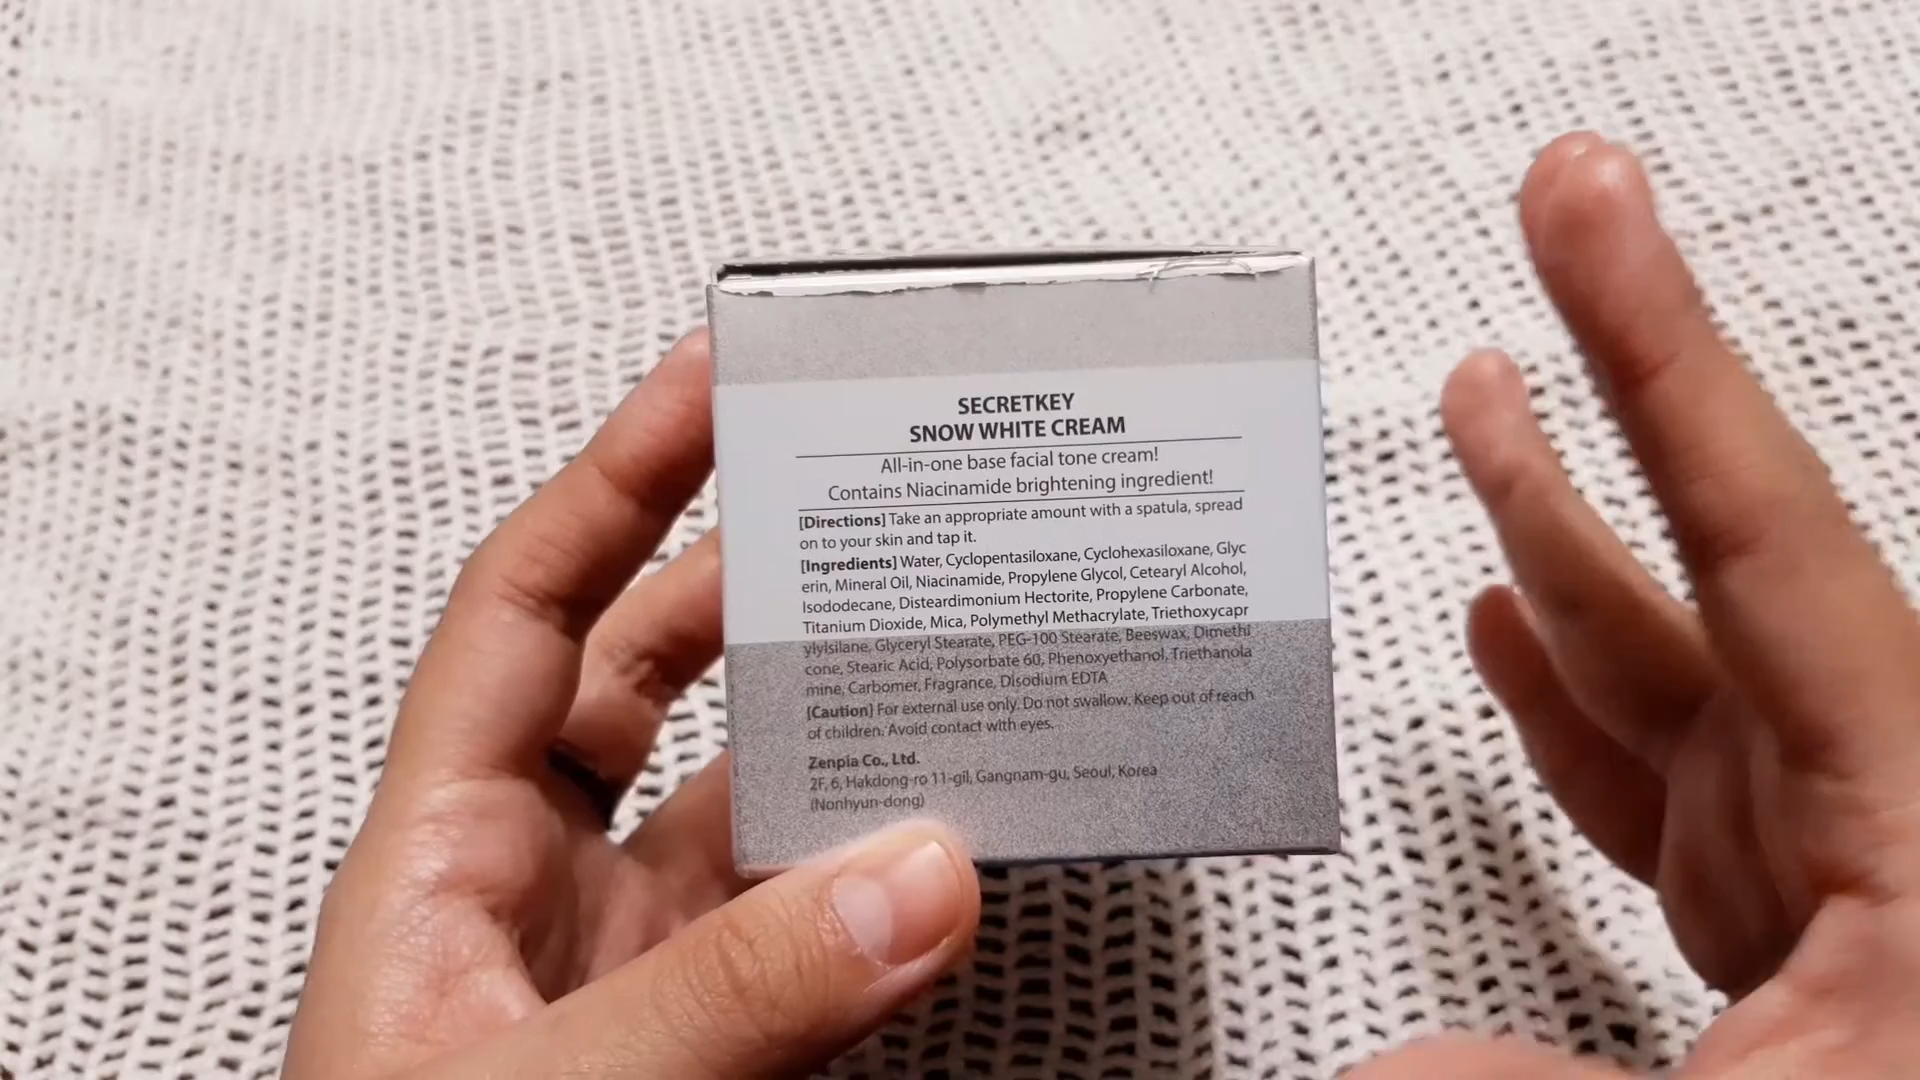 SECRETKEY
SNOW WHITE CREAM
All-in-one base facial tone cream!
Contains Niacinamide brightening ingredient!
[Directions] Take an appropriate amount with a spatula, spread
on to your skin and tap it.
[Ingredients] Water, Cyclopentasiloxane, Cyclohexasiloxane, Glyc
erin, Mineral Oil, Niacinamide, Propylene Glycol, Cetearyl Alcohol,
Isododecane, Disteardimonium Hectorite, Propylene Carbonate,
Titanium Dioxide, Mica, Polymethyl Methacrylate, Triethoxycapr
ylylsilane, Glyceryl Stearate, PEG-100 Stearate, Beeswax, Dimethi
cone, Stearic Acid, Polysorbate 60, Phenoxyethanol, Triethanola
mine, Carbomer, Fragrance, Disodium EDTA
[Caution] For external use only. Do not swallow. Keep out of reach
of children. Avoid contact with eyes.
Zenpia Co., Ltd.
2F, 6, Hakdong-ro 11-gil, Gangnam-gu, Seoul, Korea
(Nonhyun-dong)